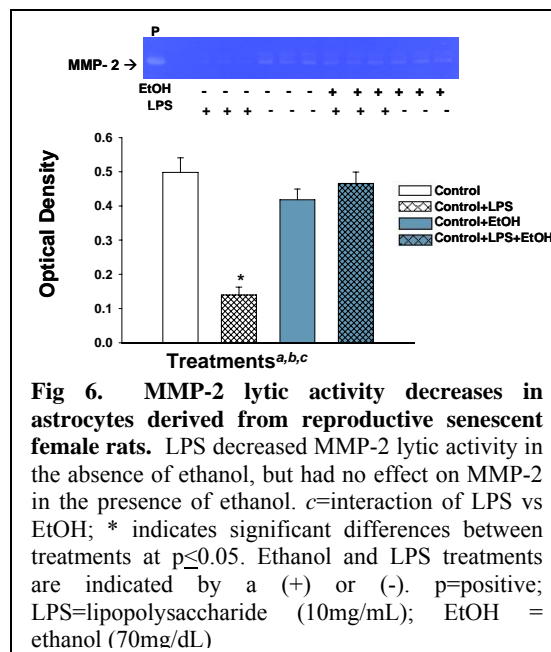 P
MMP- 2 →
EtOH - - - - - - + + + + + +
LPS + + + - - - + + + - - -
0.6
0.5
0.4
0.3
0.2
0.1
0.0
Optical Density
*
Control
Control+LPS
Control+EtOH
Control+LPS+EtOH
Treatments a,b,c
Fig 6. MMP-2 lytic activity decreases in
astrocytes derived from reproductive senescent
female rats. LPS decreased MMP-2 lytic activity in
the absence of ethanol, but had no effect on MMP-2
in the presence of ethanol. c=interaction of LPS vs
EtOH; * indicates significant differences between
treatments at p≤0.05. Ethanol and LPS treatments
are indicated by a (+) or (-). p=positive;
LPS=lipopolysaccharide (10mg/mL); EtOH =
ethanol (70mg/dL)